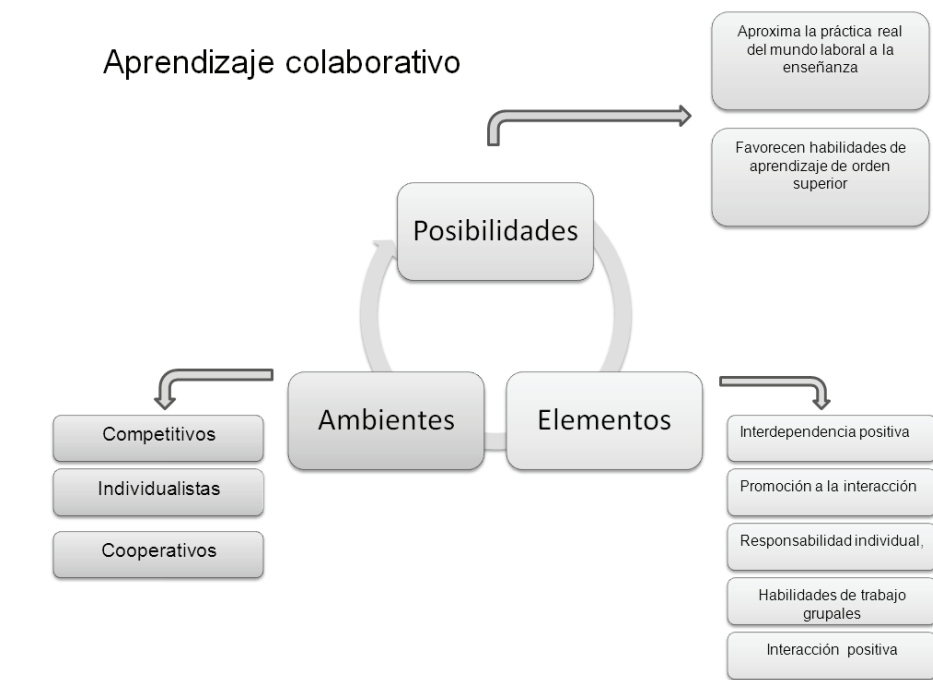 Aprendizaje colaborativo
Aproxima la práctica real
del mundo laboral a la
enseñanza
Favorecen habilidades de
aprendizaje de orden
superior
Posibilidades
Ambientes
Elementos
Competitivos
Individualistas
Cooperativos
Interdependencia positiva
Promoción a la interacción
Responsabilidad individual,
Habilidades de trabajo
grupales
Interacción positiva